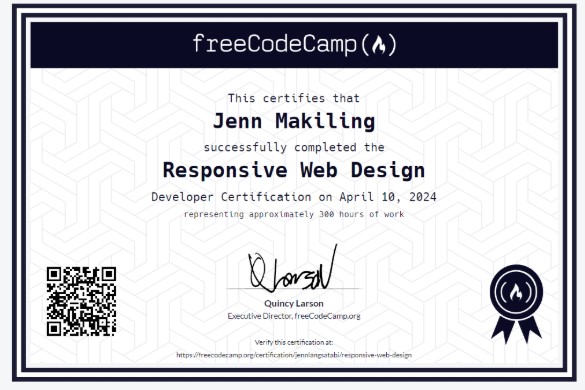 freeCodeCamp
This certifies that
Jenn Makiling
successfully completed the
Responsive Web Design
Developer Certification on April 10, 2024
representing approximately 300 hours of work
Quincy Larson
Executive Director, freeCodeCamp.org
Verify this certification at:
https://freecodecamp.org/certification/jennlangsatabi/responsive-web-design